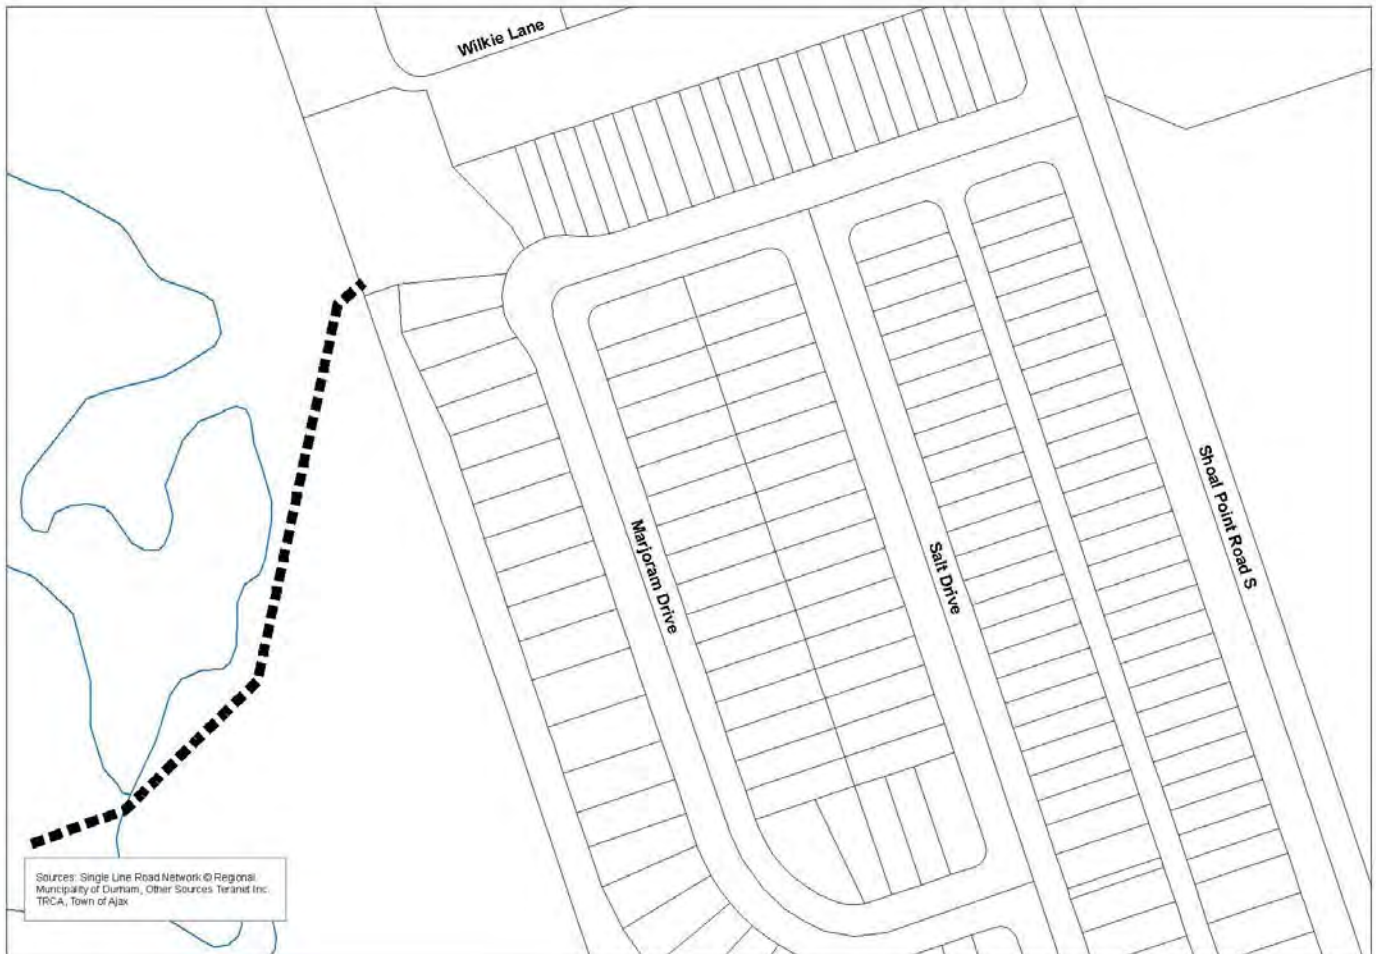 Wilkie Lane
Shoal Point Road S
Marjoram Drive
Salt Drive
Sources: Single Line Road Network © Regional
Municipality of Durham, Other Sources Teranet Inc.
TRCA, Town of Ajax